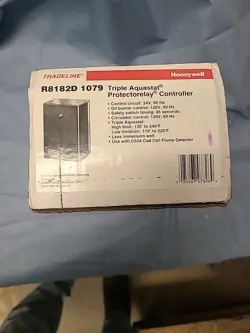 TRADELINE®
Honeywell
R8182D 1079
Triple Aquastat®
Protectorelay® Controller
• Control circuit: 24V, 60 Hz
• Oil burner control: 120V, 60 Hz
• Safety switch timing: 45 seconds
• Circulator control: 120V, 60 Hz
• Triple Aquastat
High limit: 130° to 240°F
Low limit/circ: 110° to 220°F
• Less immersion well
• Use with C554 Cad Cell Flame Detector